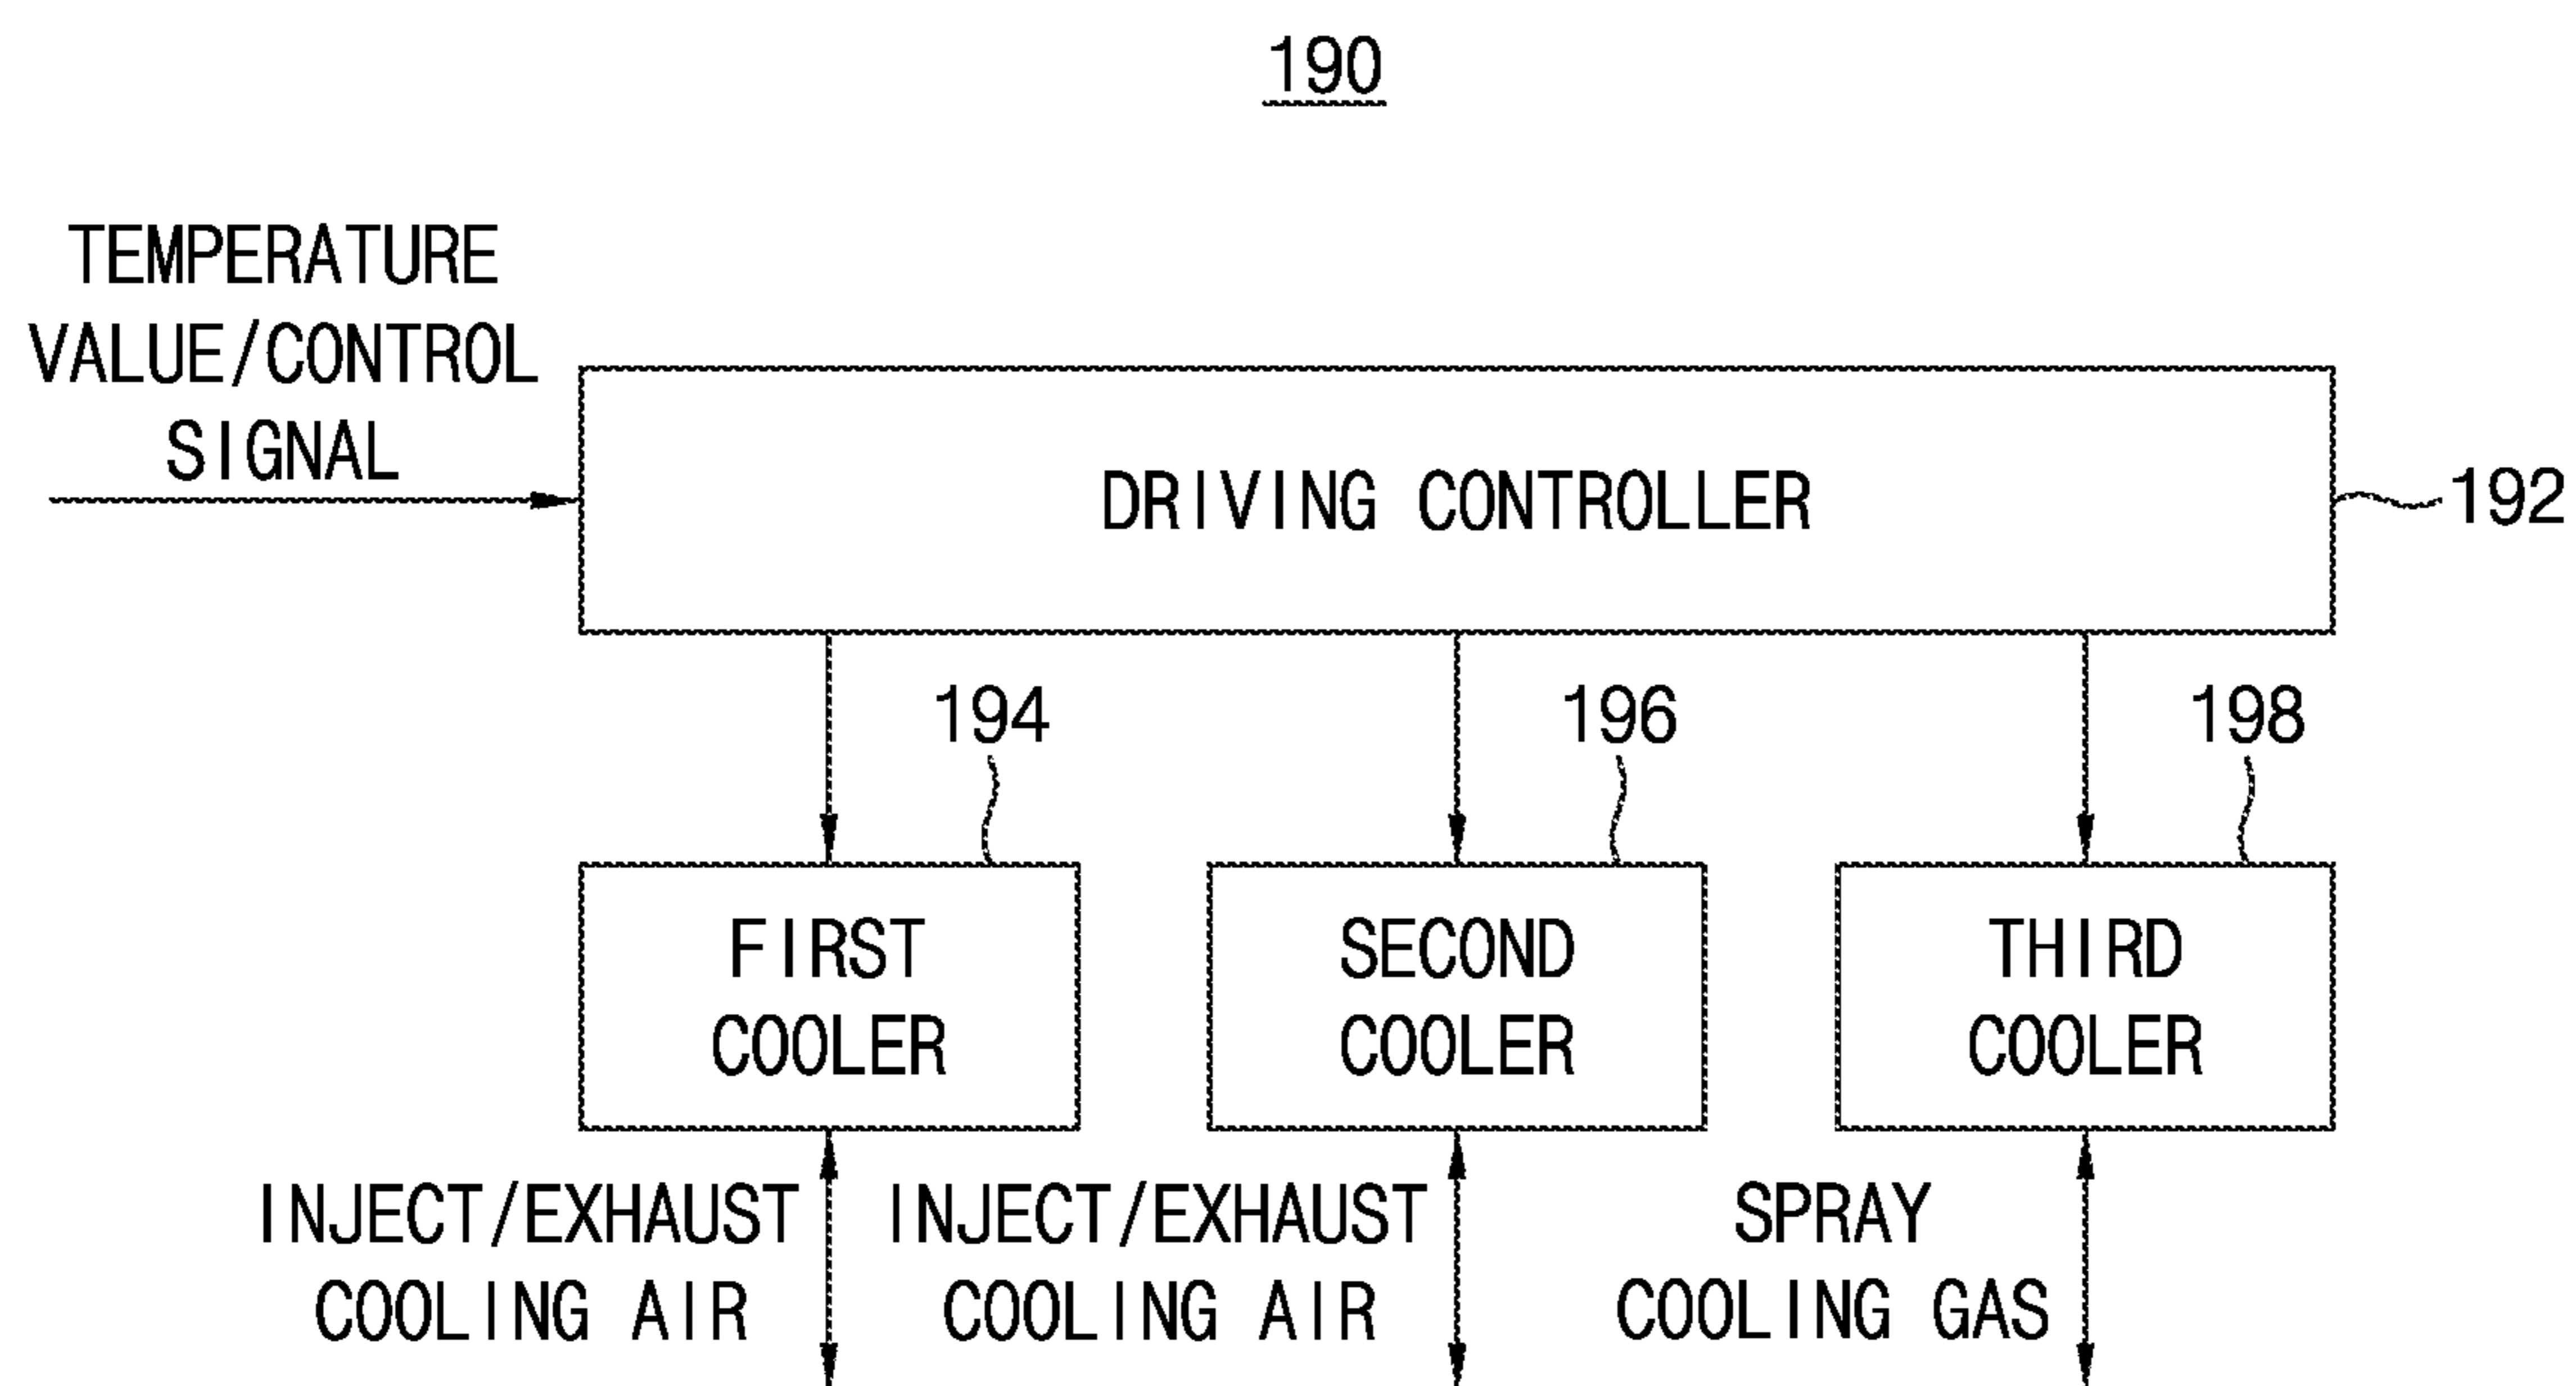 190
TEMPERATURE
VALUE/CONTROL
SIGNAL
DRIVING CONTROLLER
192
194
196
198
FIRST
COOLER
SECOND
COOLER
THIRD
COOLER
INJECT/EXHAUST
COOLING AIR
INJECT/EXHAUST
COOLING AIR
SPRAY
COOLING GAS